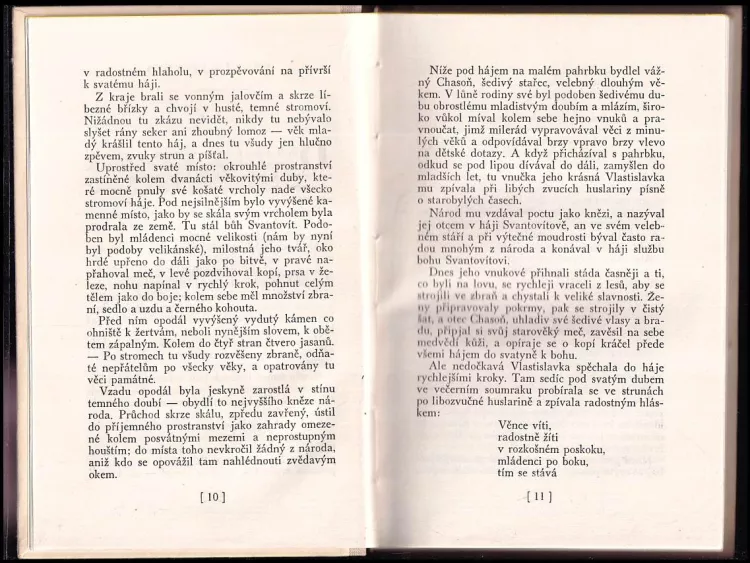 v radostném hlaholu, v prozpěvování na přívrší
k svatému háji.
Z kraje brali se vonným jalovčím a skrze lí-
bezné břízky a chvojí v husté, temné stromoví.
Nižádnou tu zkázu nevidět, nikdy tu nebývalo
slyšet rány seker ani zhoubný lomoz — věk mla-
dý krášlil tento háj, a dnes tu všudy jen hlučno
zpěvem, zvuky strun a píšťal.
Uprostřed svaté místo: okrouhlé prostranství
zastíněné kolem dvanácti věkovitými duby, kte-
ré mocně pnuly své košaté vrcholy nade všecko
stromoví háje. Pod nejsilnějším bylo vyvýšené ka-
menné místo, jako by se skála svým vrcholem byla
prodrala ze země. Tu stál bůh Svantovít. Podo-
ben byl mládenci mocné velikosti (nám by nyní
byl podoby velikánské), milostná jeho tvář, oko
hrdé upřeno do dáli jako po bitvě, v pravé na-
přahoval meč, v levé pozdvihoval kopí, prsa v že-
leze, nohu napínal v rychlý krok, pohnut celým
tělem jako do boje; kolem sebe měl množství zbra-
ní, sedlo a uzdu a černého kohouta.
Před ním opodál vyvýšený vydutý kámen co
ohniště k žertvám, neboli nynějším slovem, k obě-
tem zápalným. Kolem do čtyř stran čtvero jasanů.
— Po stromech tu všudy rozvěšeny zbraně, odňa-
té nepřátelům po všecky věky, a opatrovány tu
věci památné.
Vzadu opodál byla jeskyně zarostlá v stínu
temného doubí — obydlí to nejvyššího kněze ná-
roda. Průchod skrze skálu, zpředu zavřený, ústil
do příjemného prostranství jako zahrady omeze-
né kolem posvátnými mezemi a neprostupným
houštím; do místa toho nevkročil žádný z národa,
aniž kdo se opovážil tam nahlédnouti zvědavým
okem.
[ 10 ]
Níže pod hájem na malém pahrbku bydlel váž-
ný Chasoň, šedivý stařec, velebný dlouhým vě-
kem. V lůně rodiny své byl podoben šedivému du-
bu obrostlému mladistvým doubím a mlázím, širo-
ko vůkol míval kolem sebe hejno vnuků a pra-
vnoučat, jimž milerád vypravovával věci z minu-
lých věků a odpovídával brzy vpravo brzy vlevo
na dětské dotazy. A když přicházíval s pahrbku,
odkud se pod lipou dívával do dáli, zamyšlen do
mladších let, tu vnučka jeho krásná Vlastislavka
mu zpívala při libých zvucích huslariny písně
o starobylých časech.
Národ mu vzdával poctu jako knězi, a nazýval
jej otcem v háji Svantovítově, an ve svém veleb-
ném stáří a při výtečné moudrosti býval často ra-
dou mnohým z národa a konával v háji službu
bohu Svantovítovi.
Dnes jeho vnukové přihnali stáda časněji a ti,
co byli na lovu, se rychleji vraceli z lesů, aby se
strojili ve zbraň a chystali k veliké slavnosti. Že-
ny připravovaly pokrmy, pak se strojily v čistý
šat, a otec Chasoň, uhladiv své šedivé vlasy a bra-
du, připjal si svůj starověký meč, zavěsil na sebe
medvědí kůži, a opíraje se o kopí kráčel přede
všemi hájem do svatyně k bohu.
Ale nedočkavá Vlastislavka spěchala do háje
rychlejšími kroky. Tam sedíc pod svatým dubem
ve večerním soumraku probírala se ve strunách
po libozvučné huslarině a zpívala radostným hlás-
kem:
Věnce víti,
radostně žíti
v rozkošném poskoku,
mládenci po boku,
tím se stává
[ 11 ]